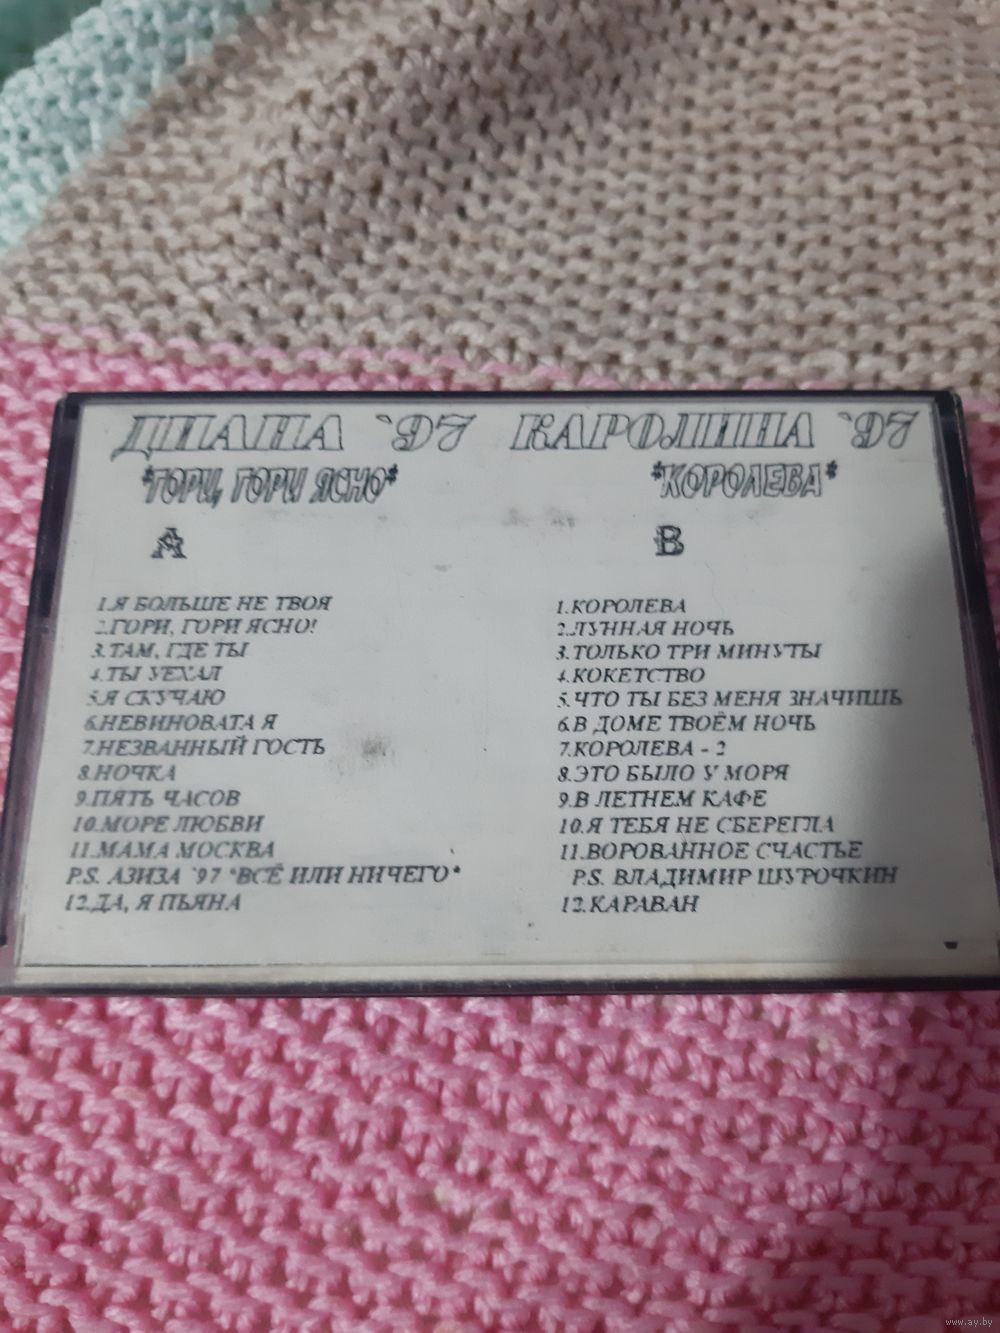 ДИАНА `97
*ГОРИ, ГОРИ ЯСНО*
А
1.Я БОЛЬШЕ НЕ ТВОЯ
2.ГОРИ, ГОРИ ЯСНО!
3.ТАМ, ГДЕ ТЫ
4.ТЫ УЕХАЛ
5.Я СКУЧАЮ
6.НЕВИНОВАТА Я
7.НЕЗВАННЫЙ ГОСТЬ
8.НОЧКА
9.ПЯТЬ ЧАСОВ
10.МОРЕ ЛЮБВИ
11.МАМА МОСКВА
P.S. АЗИЗА `97 *ВСЁ ИЛИ НИЧЕГО*
12.ДА, Я ПЬЯНА
КАРОЛИНА `97
*КОРОЛЕВА*
В
1.КОРОЛЕВА
2.ЛУННАЯ НОЧЬ
3.ТОЛЬКО ТРИ МИНУТЫ
4.КОКЕТСТВО
5.ЧТО ТЫ БЕЗ МЕНЯ ЗНАЧИШЬ
6.В ДОМЕ ТВОЁМ НОЧЬ
7.КОРОЛЕВА - 2
8.ЭТО БЫЛО У МОРЯ
9.В ЛЕТНЕМ КАФЕ
10.Я ТЕБЯ НЕ СБЕРЕГЛА
11.ВОРОВАННОЕ СЧАСТЬЕ
P.S. ВЛАДИМИР ШУРОЧКИН
12.КАРАВАН
www.ay.by